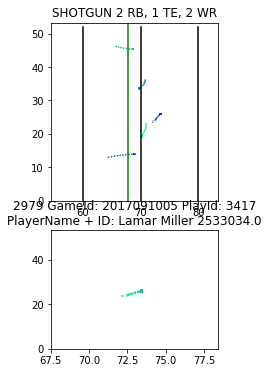 SHOTGUN 2 RB, 1 TE, 2 WR
50
40
30
20
10
0
60 70 80
2979 GameId: 2017091005 PlayId: 3417
PlayerName + ID: Lamar Miller 2533034.0
40
20
0
67.5 70.0 72.5 75.0 77.5